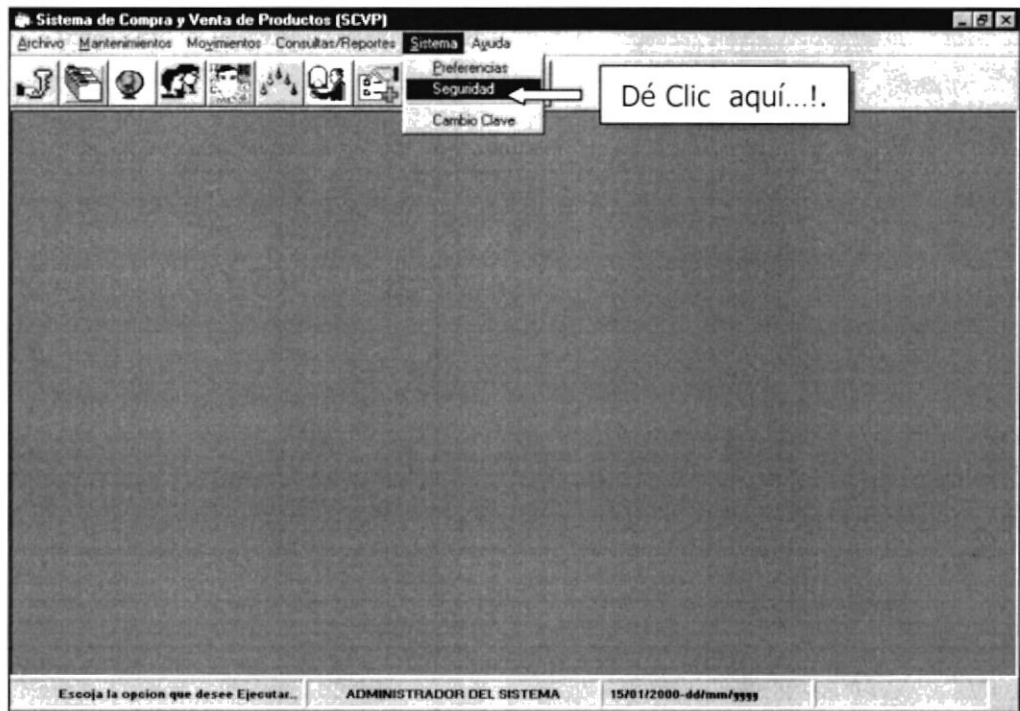 Sistema de Compra y Venta de Productos (SCVP)
Archivo Mantenimientos Movimientos Consultas/Reportes Sistema Ayuda
Preferencias
Seguridad
Cambio Clave
Dé Clic aquí...!.
Escoja la opcion que desee Ejecutar.. ADMINISTRADOR DEL SISTEMA 15/01/2000-dd/mm/yyyy